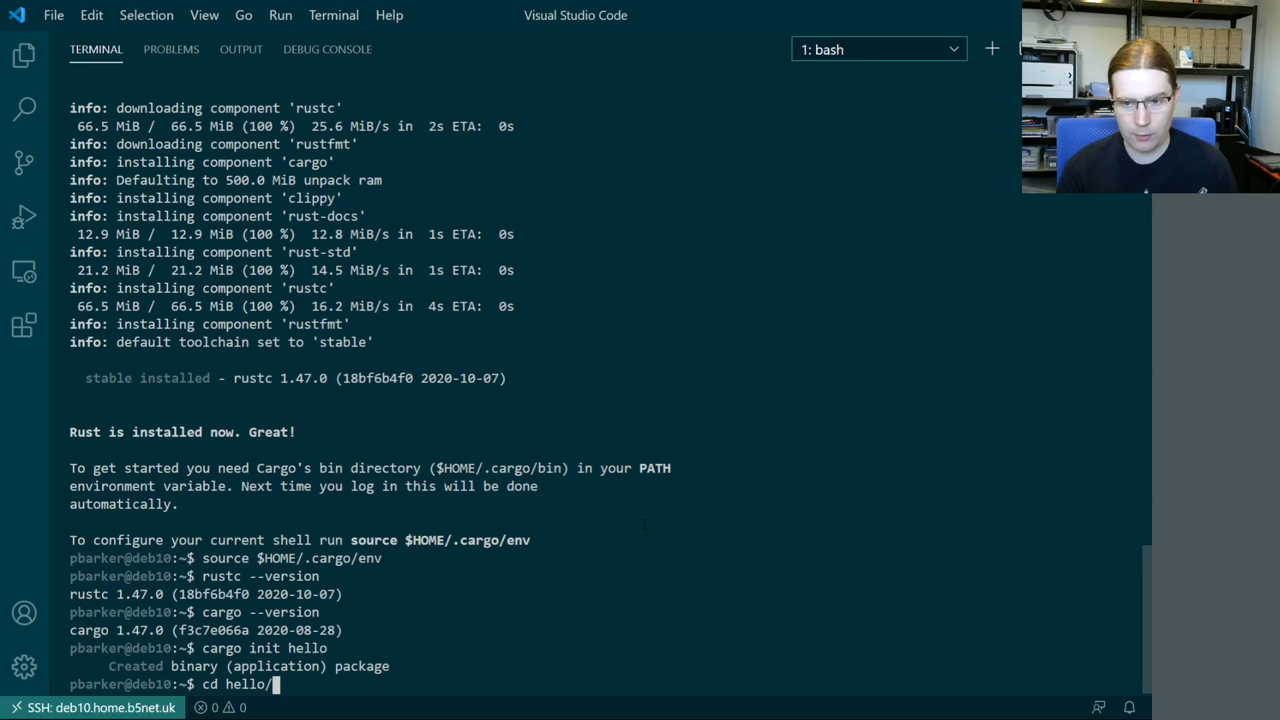 File Edit Selection View Go Run Terminal Help Visual Studio Code
TERMINAL PROBLEMS OUTPUT DEBUG CONSOLE 1: bash
info: downloading component 'rustc'
66.5 MiB / 66.5 MiB (100 %) 25.6 MiB/s in 2s ETA: 0s
info: downloading component 'rustfmt'
info: installing component 'cargo'
info: Defaulting to 500.0 MiB unpack ram
info: installing component 'clippy'
info: installing component 'rust-docs'
12.9 MiB / 12.9 MiB (100 %) 12.8 MiB/s in 1s ETA: 0s
info: installing component 'rust-std'
21.2 MiB / 21.2 MiB (100 %) 14.5 MiB/s in 1s ETA: 0s
info: installing component 'rustc'
66.5 MiB / 66.5 MiB (100 %) 16.2 MiB/s in 4s ETA: 0s
info: installing component 'rustfmt'
info: default toolchain set to 'stable'
stable installed - rustc 1.47.0 (18bf6b4f0 2020-10-07)
Rust is installed now. Great!
To get started you need Cargo's bin directory ($HOME/.cargo/bin) in your PATH
environment variable. Next time you log in this will be done
automatically.
To configure your current shell run source $HOME/.cargo/env
pbarker@deb10:~$ source $HOME/.cargo/env
pbarker@deb10:~$ rustc --version
rustc 1.47.0 (18bf6b4f0 2020-10-07)
pbarker@deb10:~$ cargo --version
cargo 1.47.0 (f3c7e066a 2020-08-28)
pbarker@deb10:~$ cargo init hello
Created binary (application) package
pbarker@deb10:~$ cd hello/
SSH: deb10.home.b5net.uk 0 0